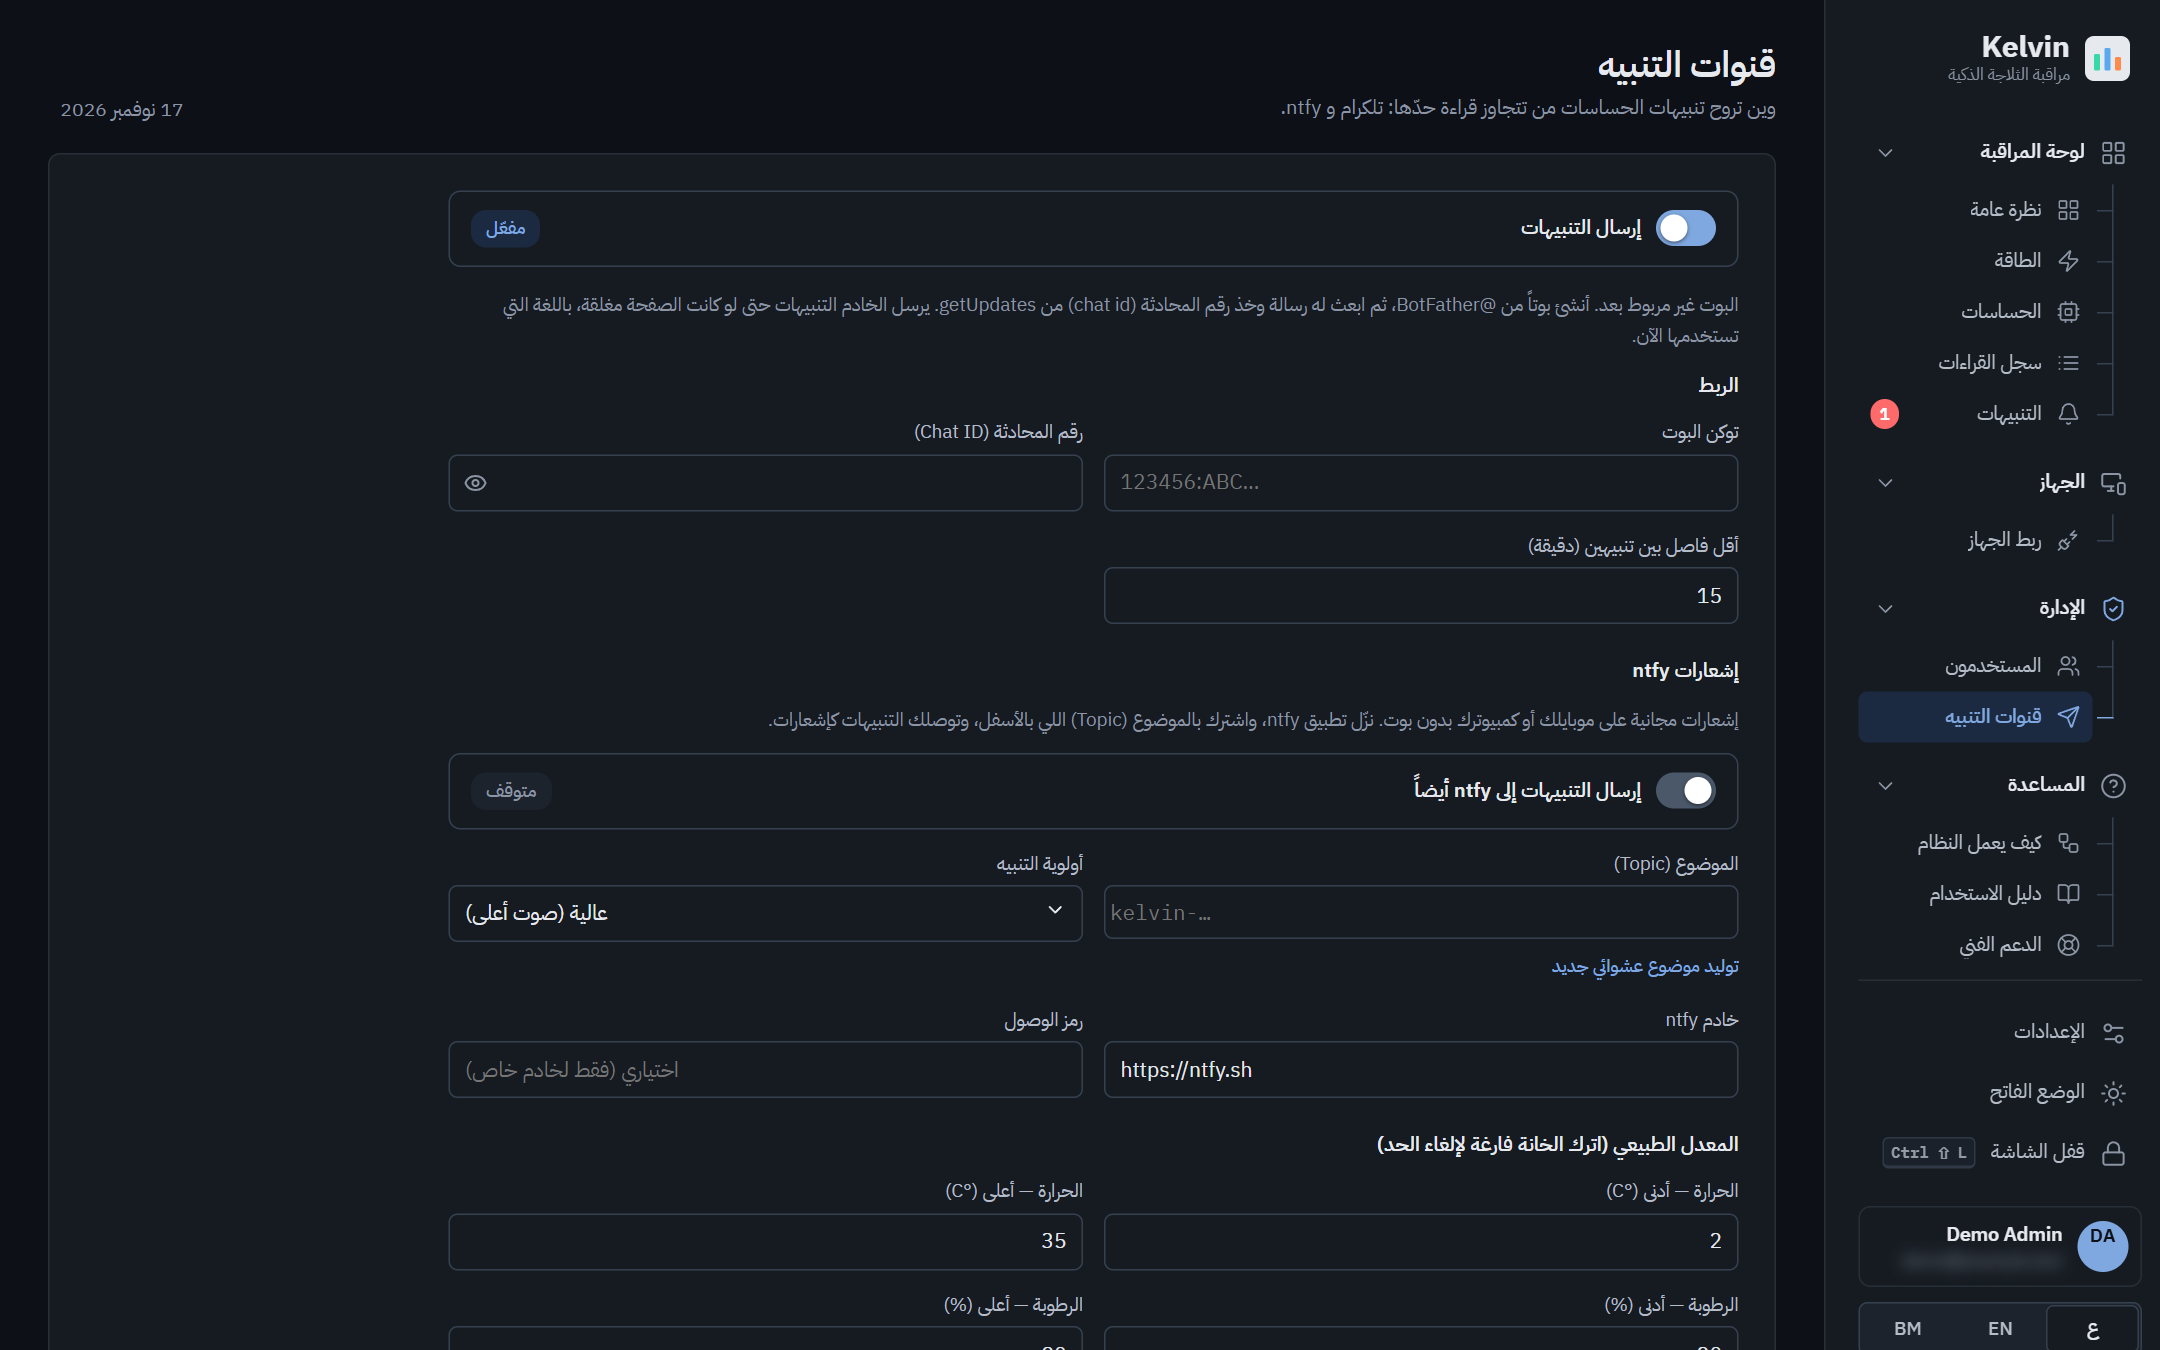 Kelvin
مراقبة الثلاجة الذكية
لوحة المراقبة
نظرة عامة
الطاقة
الحساسات
سجل القراءات
التنبيهات
1
الجهاز
ربط الجهاز
الإدارة
المستخدمون
قنوات التنبيه
المساعدة
كيف يعمل النظام
دليل الاستخدام
الدعم الفني
الإعدادات
الوضع الفاتح
قفل الشاشة
Ctrl ⇧ L
DA
Demo Admin
ع
EN
BM
قنوات التنبيه
وين تروح تنبيهات الحساسات من تتجاوز قراءة حدّها: تلكرام و ntfy.
17 نوفمبر 2026
إرسال التنبيهات
مفعّل
البوت غير مربوط بعد. أنشئ بوتاً من @BotFather، ثم ابعث له رسالة وخذ رقم المحادثة (chat id) من getUpdates. يرسل الخادم التنبيهات حتى لو كانت الصفحة مغلقة، باللغة التي
تستخدمها الآن.
الربط
توكن البوت
123456:ABC...
رقم المحادثة (Chat ID)
أقل فاصل بين تنبيهين (دقيقة)
15
إشعارات ntfy
إشعارات مجانية على موبايلك أو كمبيوترك بدون بوت. نزّل تطبيق ntfy، واشترك بالموضوع (Topic) اللي بالأسفل، وتوصلك التنبيهات كإشعارات.
إرسال التنبيهات إلى ntfy أيضاً
متوقف
الموضوع (Topic)
kelvin-…
توليد موضوع عشوائي جديد
أولوية التنبيه
عالية (صوت أعلى)
خادم ntfy
https://ntfy.sh
رمز الوصول
اختياري (فقط لخادم خاص)
المعدل الطبيعي (اترك الخانة فارغة لإلغاء الحد)
الحرارة — أدنى (°C)
2
الحرارة — أعلى (°C)
35
الرطوبة — أدنى (%)
الرطوبة — أعلى (%)